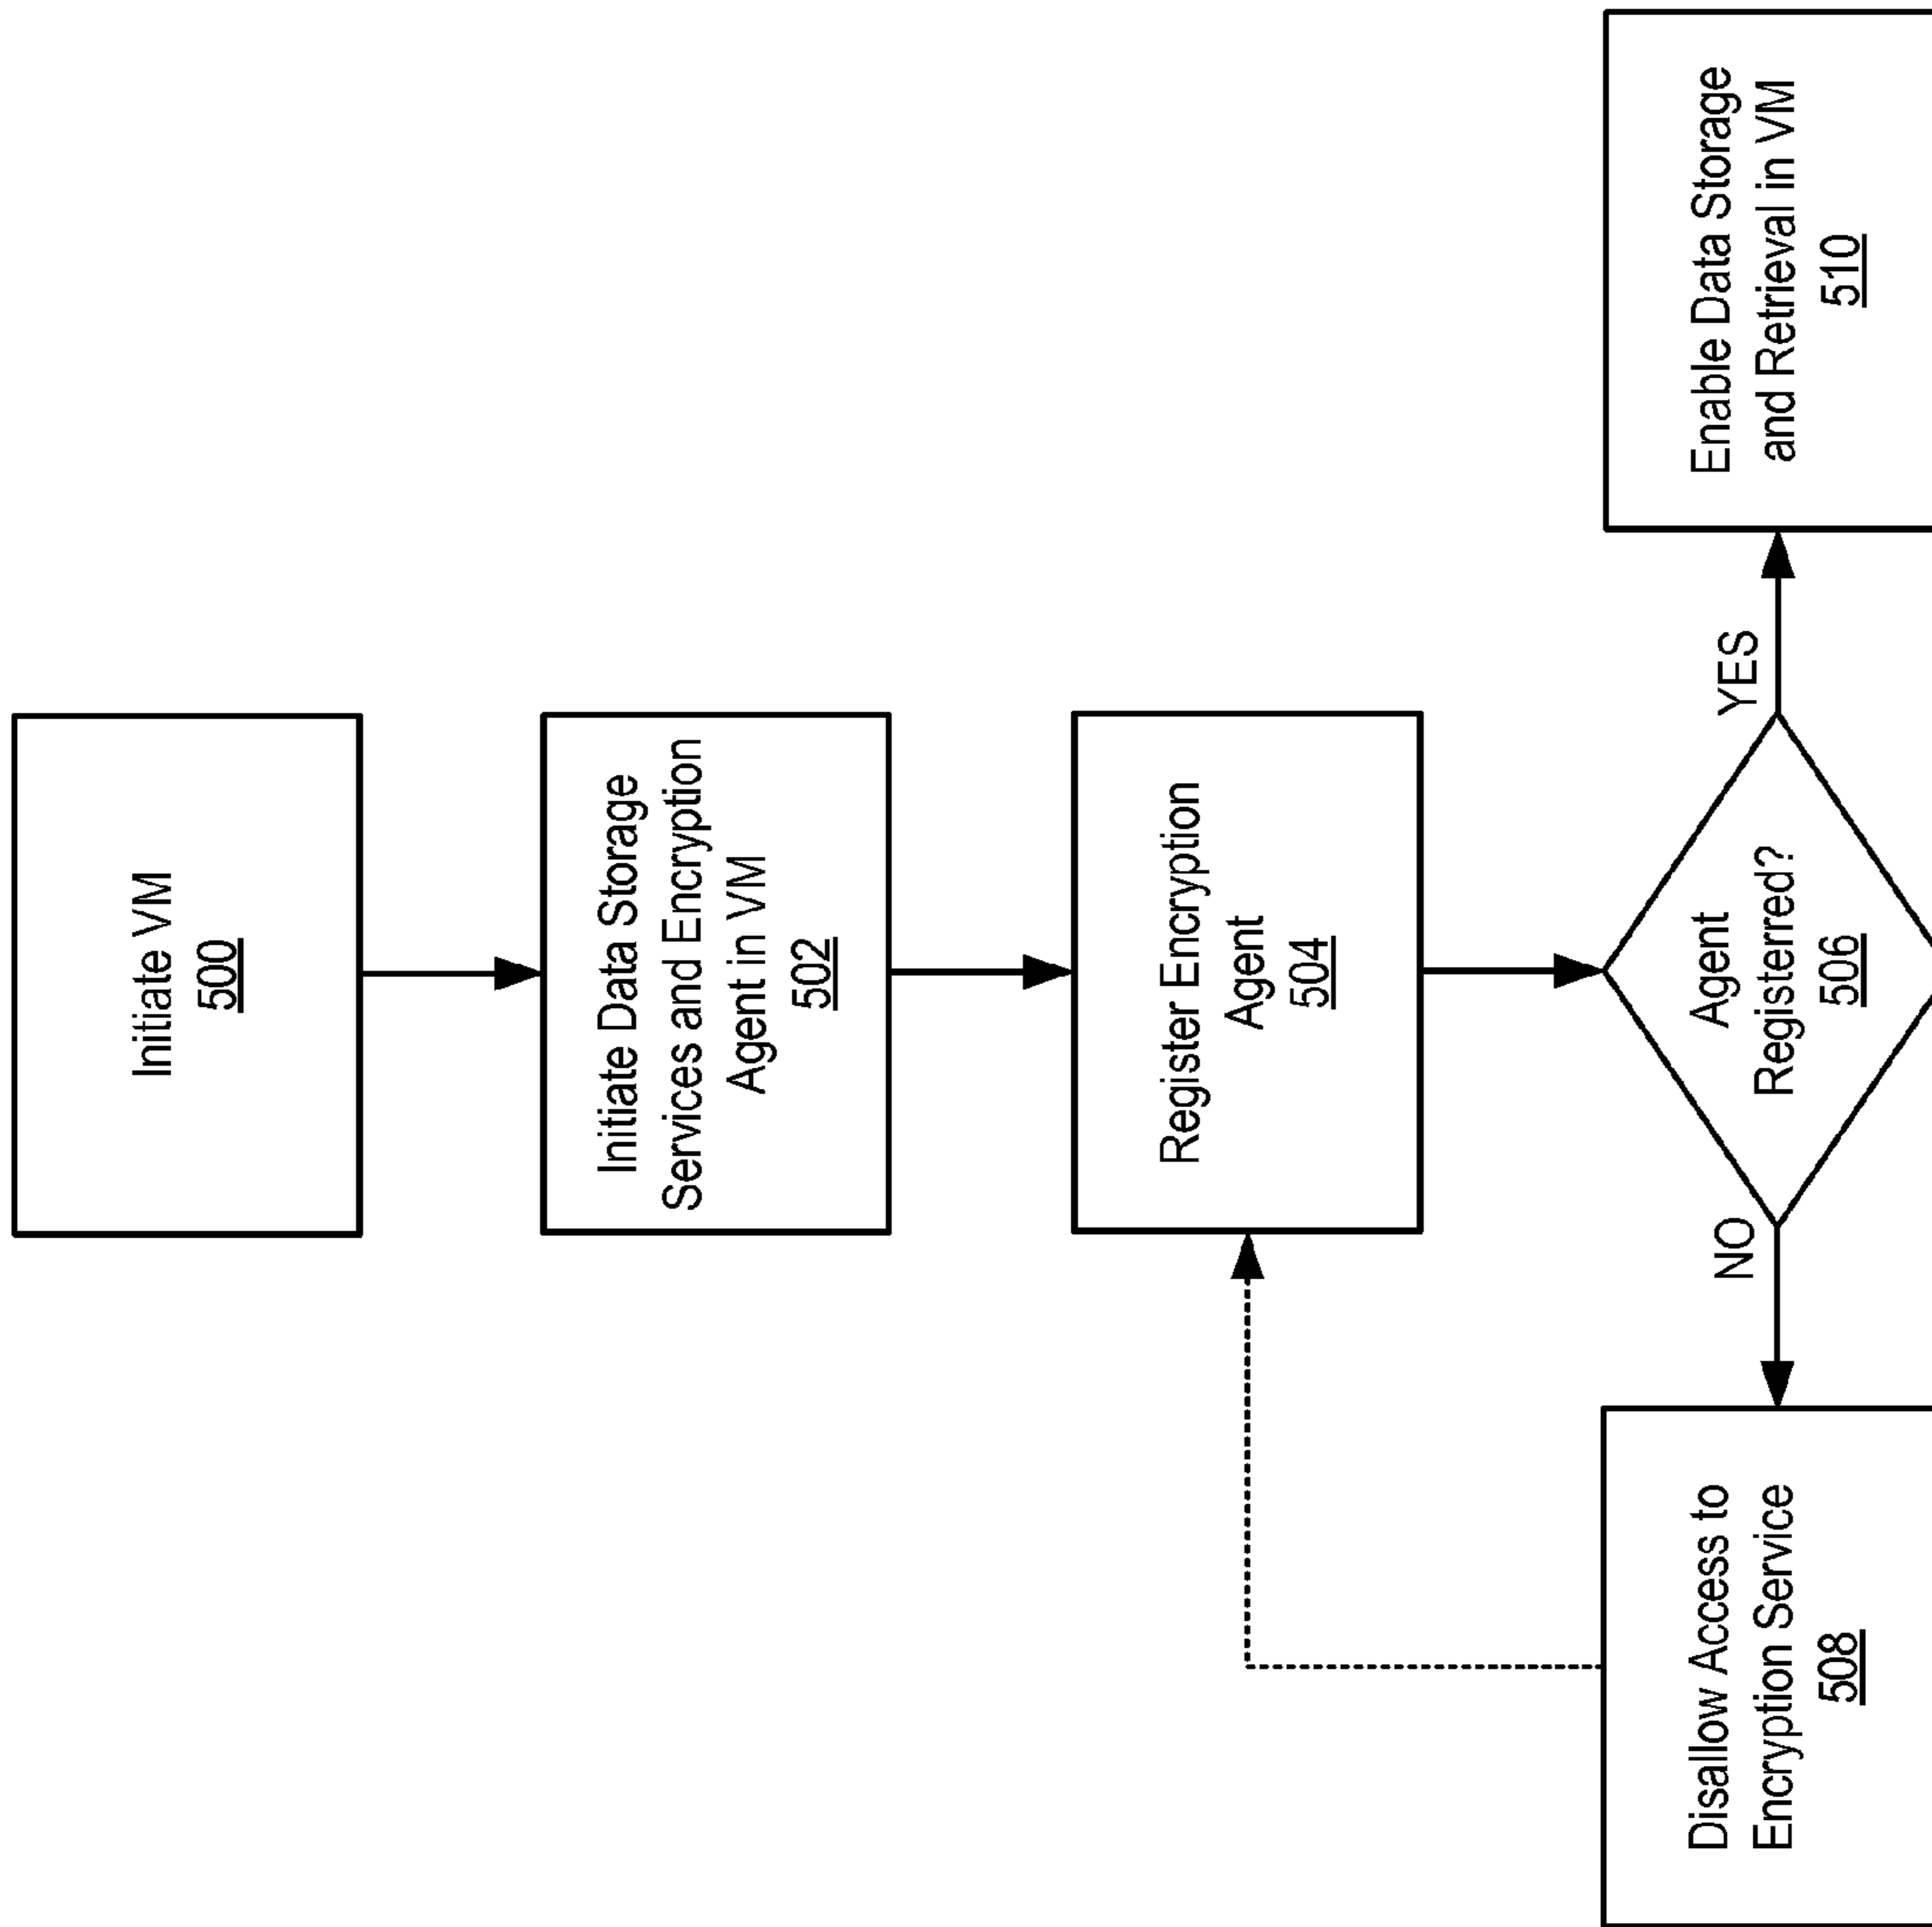 Initiate VM
500
Initiate Data Storage
Services and Encryption
Agent in VM
502
Register Encryption
Agent
504
Agent
Registerred?
506
NO
YES
Disallow Access to
Encryption Service
508
Enable Data Storage
and Retrieval in VM
510